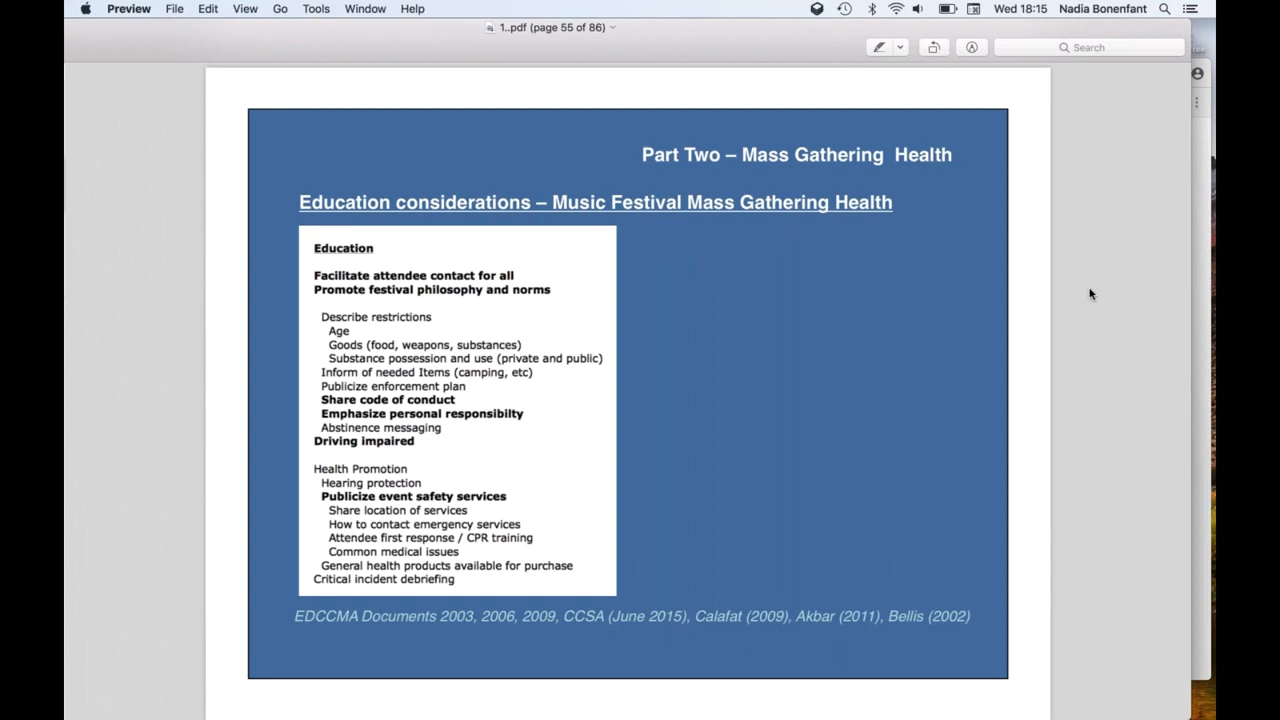 Preview File Edit View Go Tools Window Help Wed 18:15 Nadia Bonenfant
1..pdf (page 55 of 86)
Search
Part Two – Mass Gathering Health
Education considerations – Music Festival Mass Gathering Health
Education
Facilitate attendee contact for all
Promote festival philosophy and norms
Describe restrictions
Age
Goods (food, weapons, substances)
Substance possession and use (private and public)
Inform of needed Items (camping, etc)
Publicize enforcement plan
Share code of conduct
Emphasize personal responsibilty
Abstinence messaging
Driving impaired
Health Promotion
Hearing protection
Publicize event safety services
Share location of services
How to contact emergency services
Attendee first response / CPR training
Common medical issues
General health products available for purchase
Critical incident debriefing
EDCCMA Documents 2003, 2006, 2009, CCSA (June 2015), Calafat (2009), Akbar (2011), Bellis (2002)